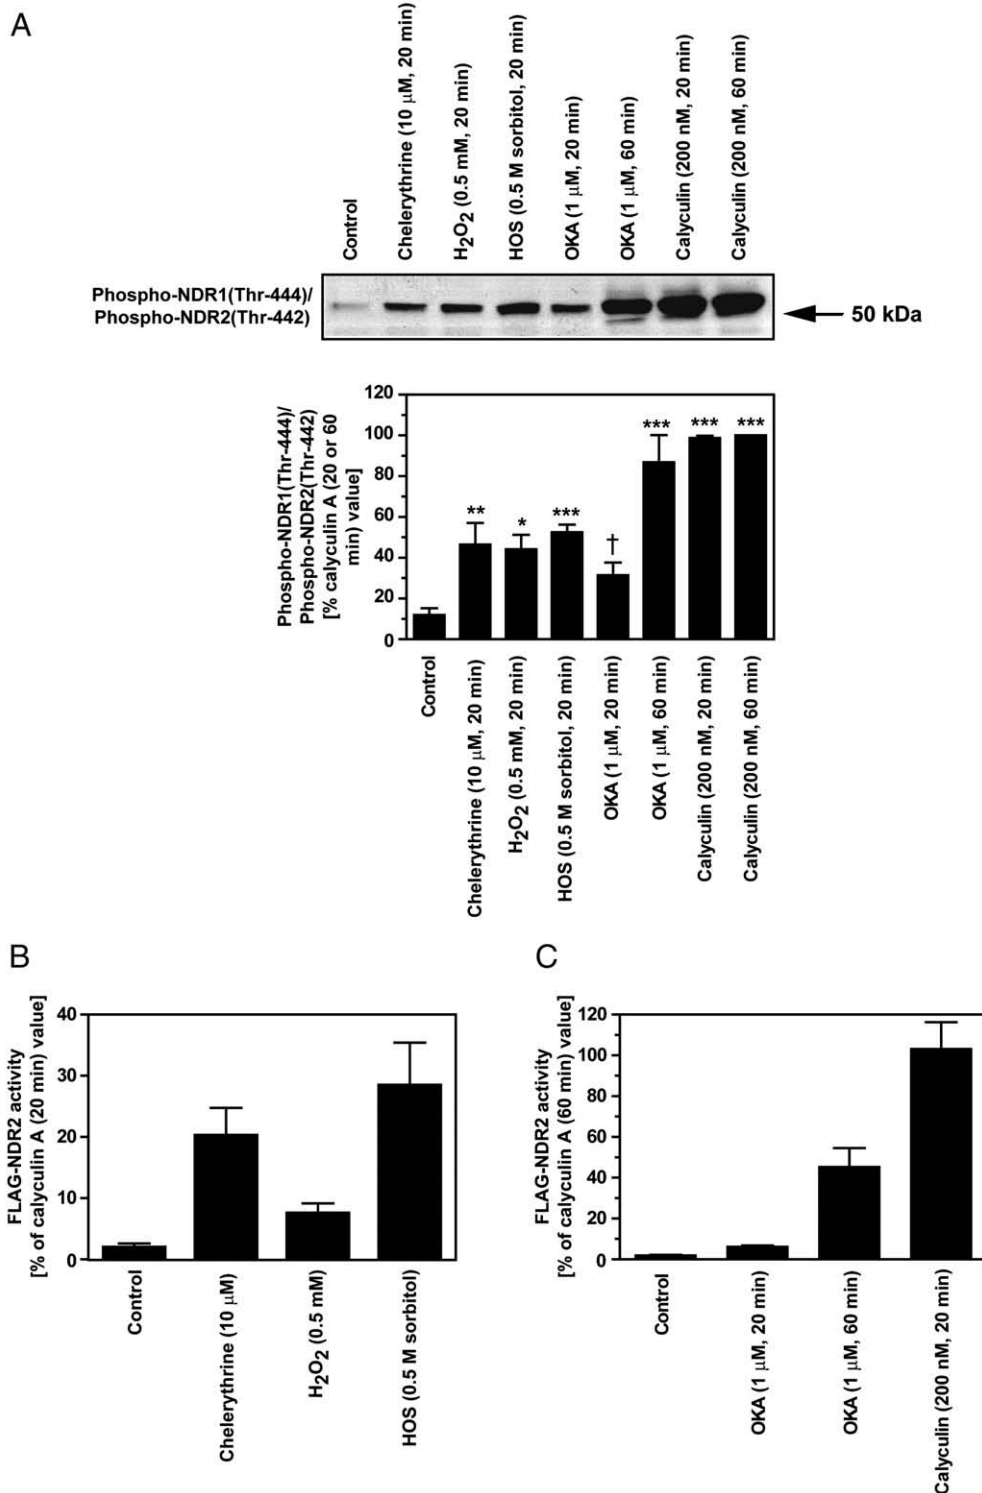 A
Control
Chelerythrine (10 μM, 20 min)
H2O2 (0.5 mM, 20 min)
HOS (0.5 M sorbitol, 20 min)
OKA (1 μM, 20 min)
OKA (1 μM, 60 min)
Calyculin (200 nM, 20 min)
Calyculin (200 nM, 60 min)
Phospho-NDR1(Thr-444)/
Phospho-NDR2(Thr-442)
50 kDa
Phospho-NDR1(Thr-444)/
Phospho-NDR2(Thr-442)
[% calyculin A (20 or 60
min) value]
120
100
80
60
40
20
0
**
*
***
†
***
***
***
Control
Chelerythrine (10 μM, 20 min)
H2O2 (0.5 mM, 20 min)
HOS (0.5 M sorbitol, 20 min)
OKA (1 μM, 20 min)
OKA (1 μM, 60 min)
Calyculin (200 nM, 20 min)
Calyculin (200 nM, 60 min)
B
FLAG-NDR2 activity
[% of calyculin A (20 min) value]
40
30
20
10
0
Control
Chelerythrine (10 μM)
H2O2 (0.5 mM)
HOS (0.5 M sorbitol)
C
FLAG-NDR2 activity
[% of calyculin A (60 min) value]
120
100
80
60
40
20
0
Control
OKA (1 μM, 20 min)
OKA (1 μM, 60 min)
Calyculin (200 nM, 20 min)